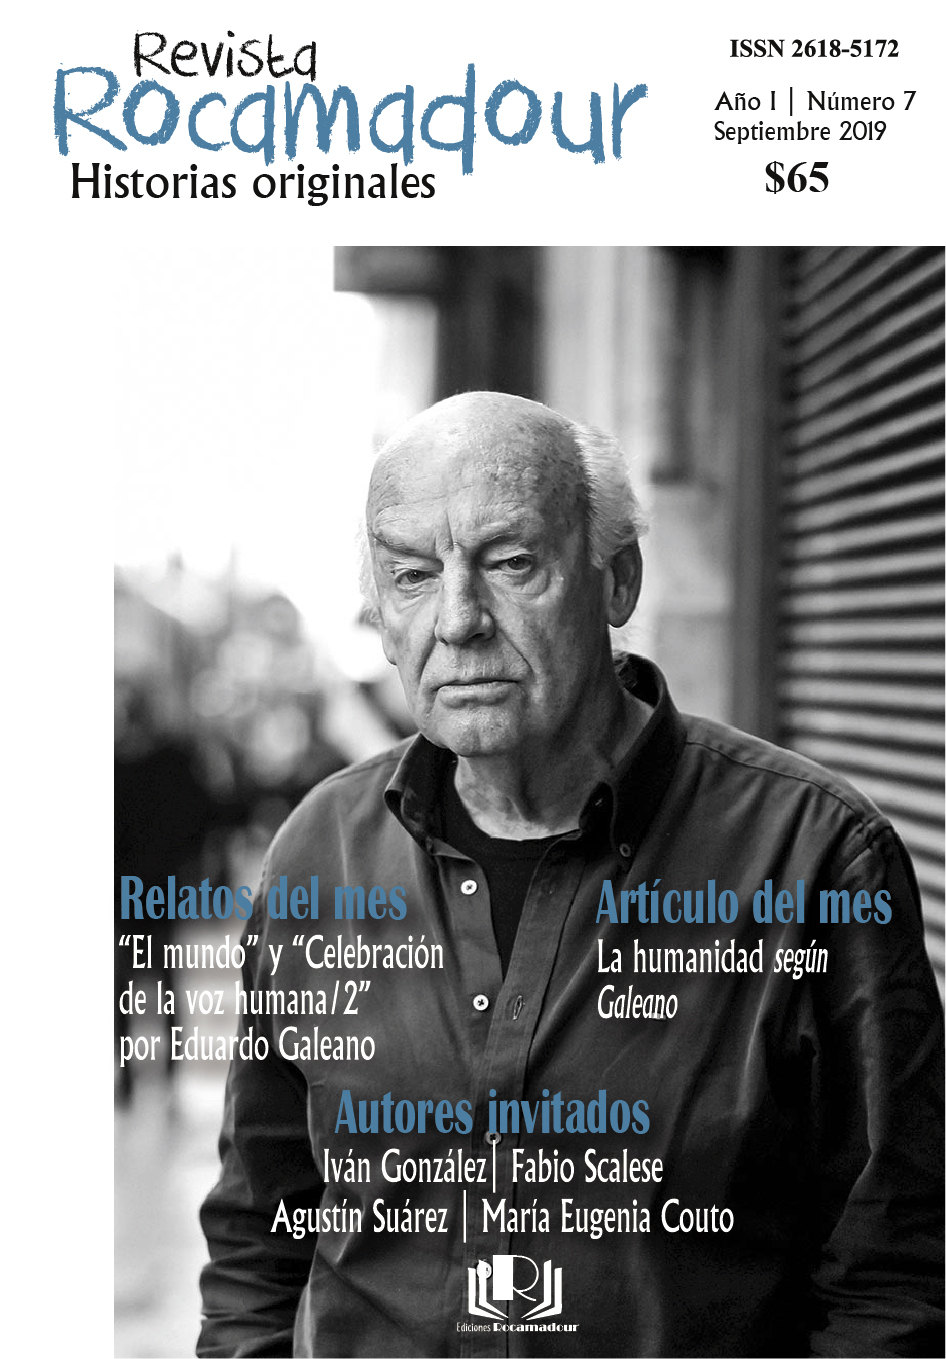 Revista
Rocamadour
Historias originales
ISSN 2618-5172
Año I | Número 7
Septiembre 2019
$65
Relatos del mes
“El mundo” y “Celebración
de la voz humana/2”
por Eduardo Galeano
Artículo del mes
La humanidad según
Galeano
Autores invitados
Iván González| Fabio Scalese
Agustín Suárez | María Eugenia Couto
R
Ediciones Rocamadour